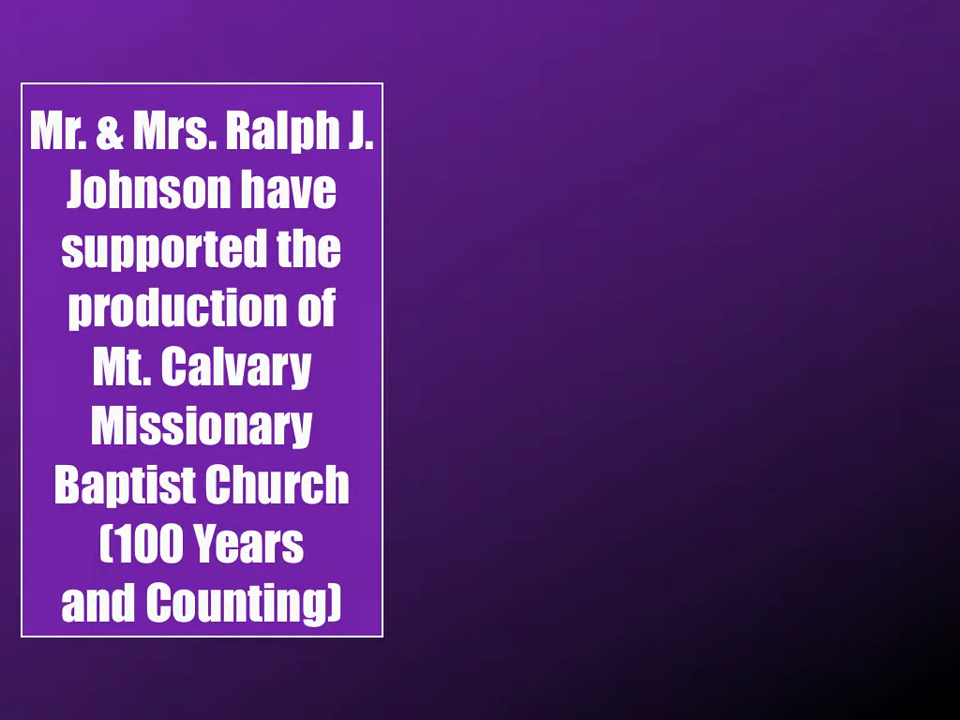 Mr. & Mrs. Ralph J.
Johnson have
supported the
production of
Mt. Calvary
Missionary
Baptist Church
(100 Years
and Counting)